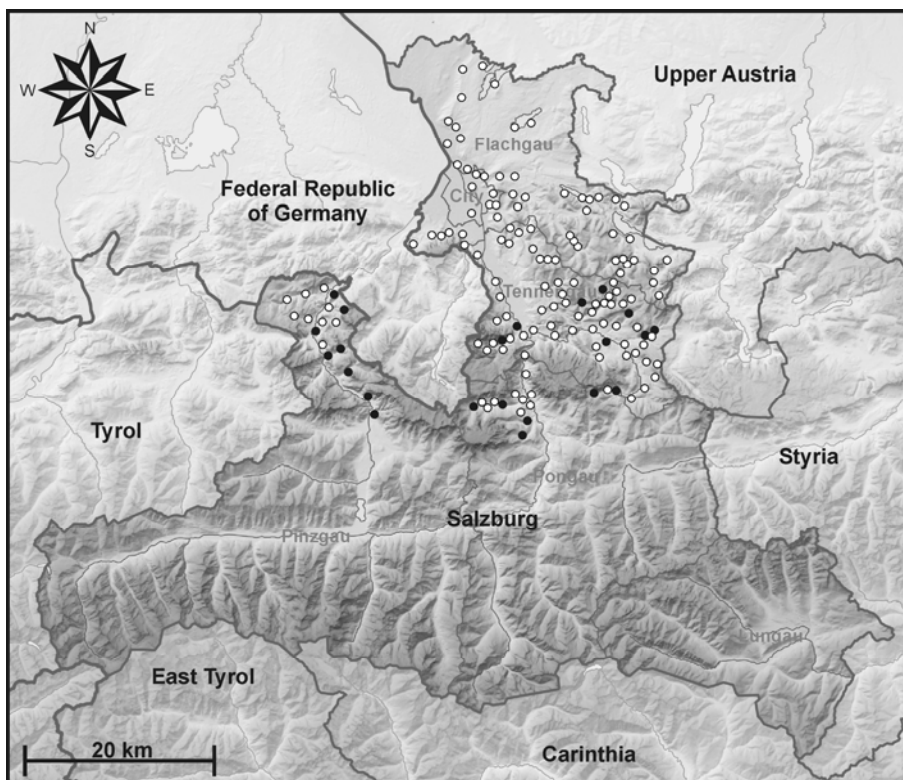 N
W E
S
Upper Austria
Flachgau
Federal Republic
of Germany
City
Tennengau
Tyrol
Styria
Pongau
Salzburg
Pinzgau
Lungau
East Tyrol
20 km
Carinthia